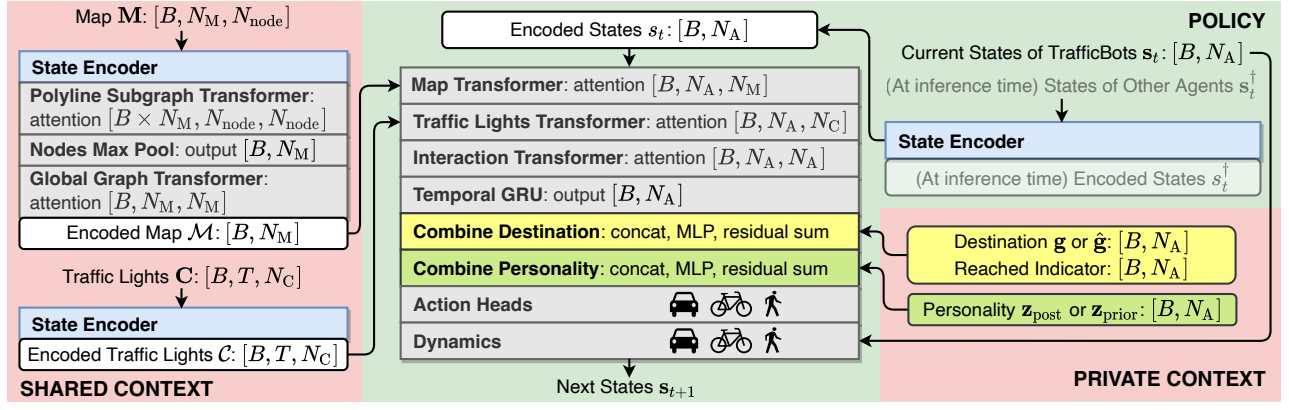 Map M: [B, N_M, N_node]
State Encoder
Polyline Subgraph Transformer:
attention [B × N_M, N_node, N_node]
Nodes Max Pool: output [B, N_M]
Global Graph Transformer:
attention [B, N_M, N_M]
Encoded Map ℳ: [B, N_M]
Traffic Lights C: [B, T, N_C]
State Encoder
Encoded Traffic Lights 𝒞: [B, T, N_C]
SHARED CONTEXT
Encoded States s_t: [B, N_A]
Map Transformer: attention [B, N_A, N_M]
Traffic Lights Transformer: attention [B, N_A, N_C]
Interaction Transformer: attention [B, N_A, N_A]
Temporal GRU: output [B, N_A]
Combine Destination: concat, MLP, residual sum
Combine Personality: concat, MLP, residual sum
Action Heads
Dynamics
Next States s_{t+1}
POLICY
Current States of TrafficBots s_t: [B, N_A]
(At inference time) States of Other Agents s_t^†
State Encoder
(At inference time) Encoded States s_t^†
Destination g or ĝ: [B, N_A]
Reached Indicator: [B, N_A]
Personality z_post or z_prior: [B, N_A]
PRIVATE CONTEXT